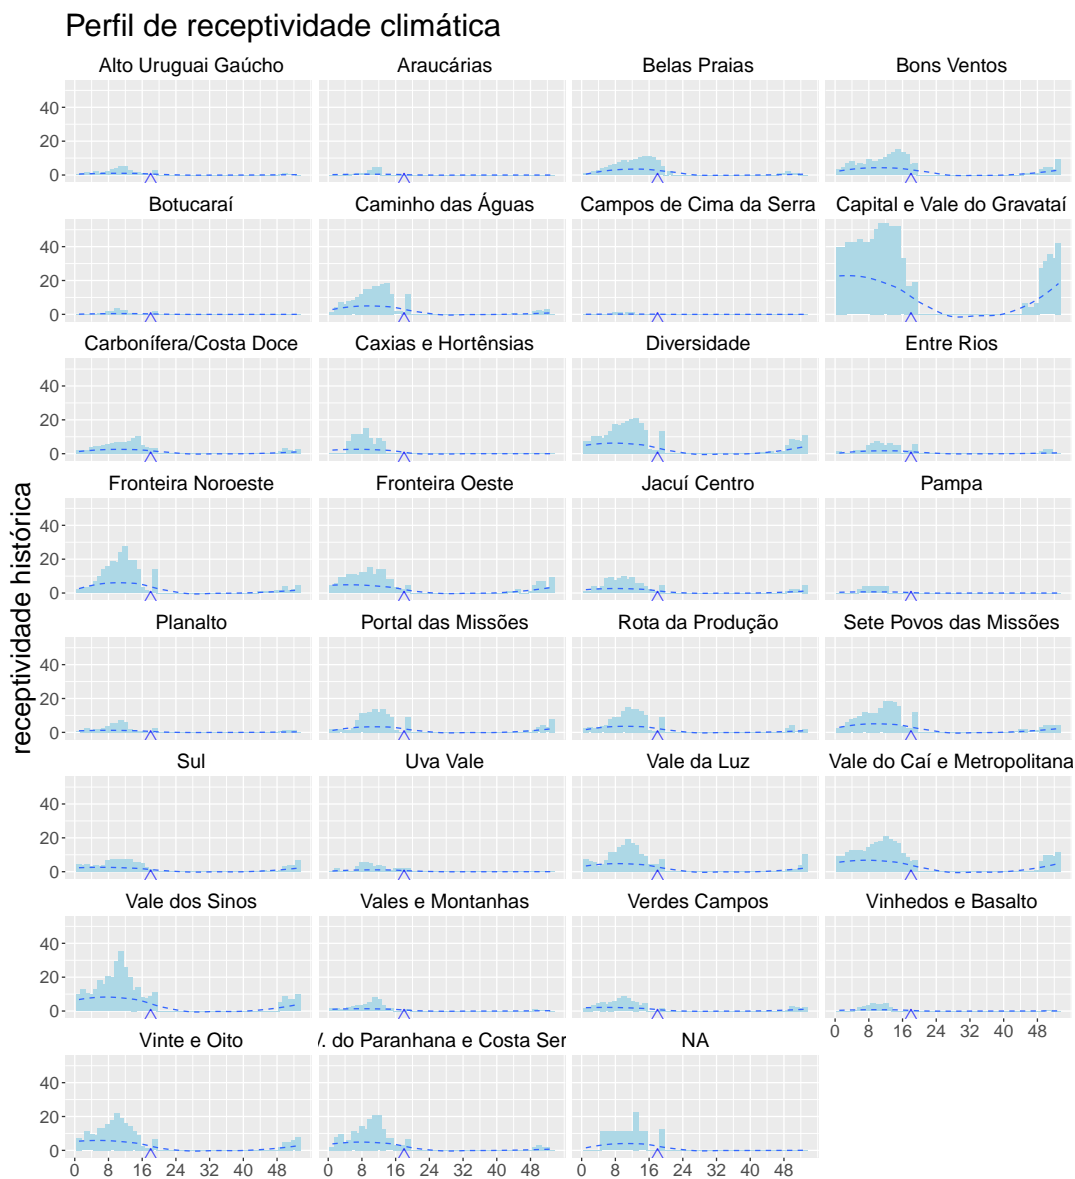 Perfil de receptividade climática
Alto Uruguai Gaúcho Araucárias Belas Praias Bons Ventos
40
20
0
Botucaraí Caminho das Águas Campos de Cima da Serra Capital e Vale do Gravataí
40
20
0
Carbonífera/Costa Doce Caxias e Hortênsias Diversidade Entre Rios
40
20
0
Fronteira Noroeste Fronteira Oeste Jacuí Centro Pampa
40
20
0
receptividade histórica
Planalto Portal das Missões Rota da Produção Sete Povos das Missões
40
20
0
Sul Uva Vale Vale da Luz Vale do Caí e Metropolitana
40
20
0
Vale dos Sinos Vales e Montanhas Verdes Campos Vinhedos e Basalto
40
20
0
0 8 16 24 32 40 48
Vinte e Oito V. do Paranhana e Costa Ser NA
40
20
0
0 8 16 24 32 40 48 0 8 16 24 32 40 48 0 8 16 24 32 40 48